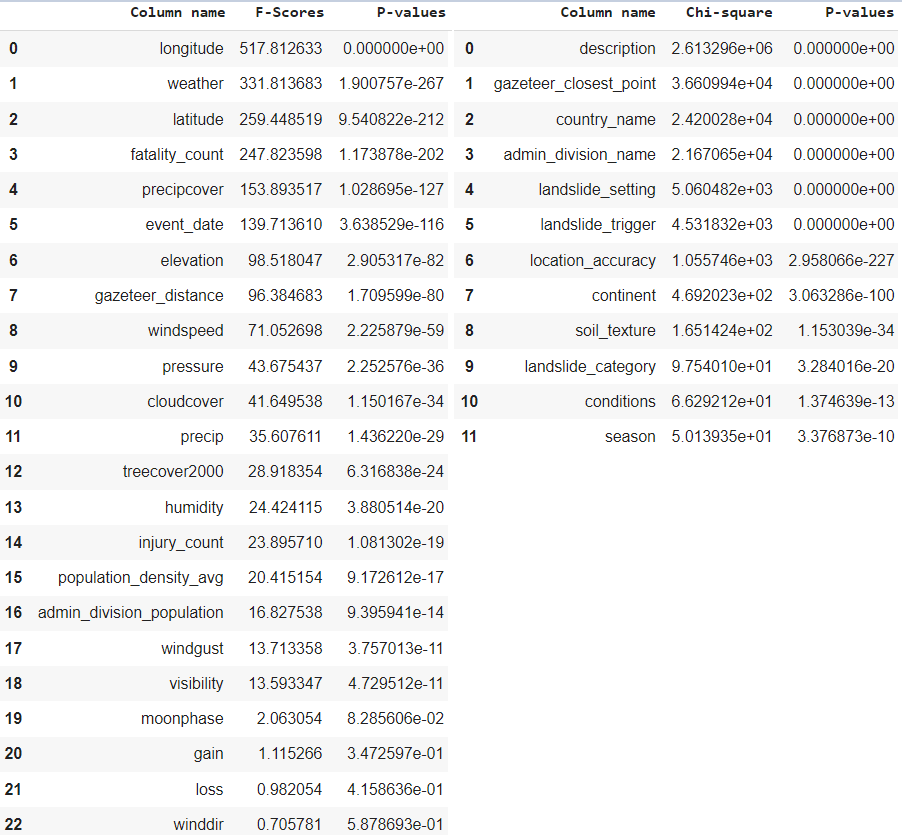 Column name F-Scores P-values Column name Chi-square P-values
0 longitude 517.812633 0.000000e+00 0 description 2.613296e+06 0.000000e+00
1 weather 331.813683 1.900757e-267 1 gazeteer_closest_point 3.660994e+04 0.000000e+00
2 latitude 259.448519 9.540822e-212 2 country_name 2.420028e+04 0.000000e+00
3 fatality_count 247.823598 1.173878e-202 3 admin_division_name 2.167065e+04 0.000000e+00
4 precipcover 153.893517 1.028695e-127 4 landslide_setting 5.060482e+03 0.000000e+00
5 event_date 139.713610 3.638529e-116 5 landslide_trigger 4.531832e+03 0.000000e+00
6 elevation 98.518047 2.905317e-82 6 location_accuracy 1.055746e+03 2.958066e-227
7 gazeteer_distance 96.384683 1.709599e-80 7 continent 4.692023e+02 3.063286e-100
8 windspeed 71.052698 2.225879e-59 8 soil_texture 1.651424e+02 1.153039e-34
9 pressure 43.675437 2.252576e-36 9 landslide_category 9.754010e+01 3.284016e-20
10 cloudcover 41.649538 1.150167e-34 10 conditions 6.629212e+01 1.374639e-13
11 precip 35.607611 1.436220e-29 11 season 5.013935e+01 3.376873e-10
12 treecover2000 28.918354 6.316838e-24
13 humidity 24.424115 3.880514e-20
14 injury_count 23.895710 1.081302e-19
15 population_density_avg 20.415154 9.172612e-17
16 admin_division_population 16.827538 9.395941e-14
17 windgust 13.713358 3.757013e-11
18 visibility 13.593347 4.729512e-11
19 moonphase 2.063054 8.285606e-02
20 gain 1.115266 3.472597e-01
21 loss 0.982054 4.158636e-01
22 winddir 0.705781 5.878693e-01